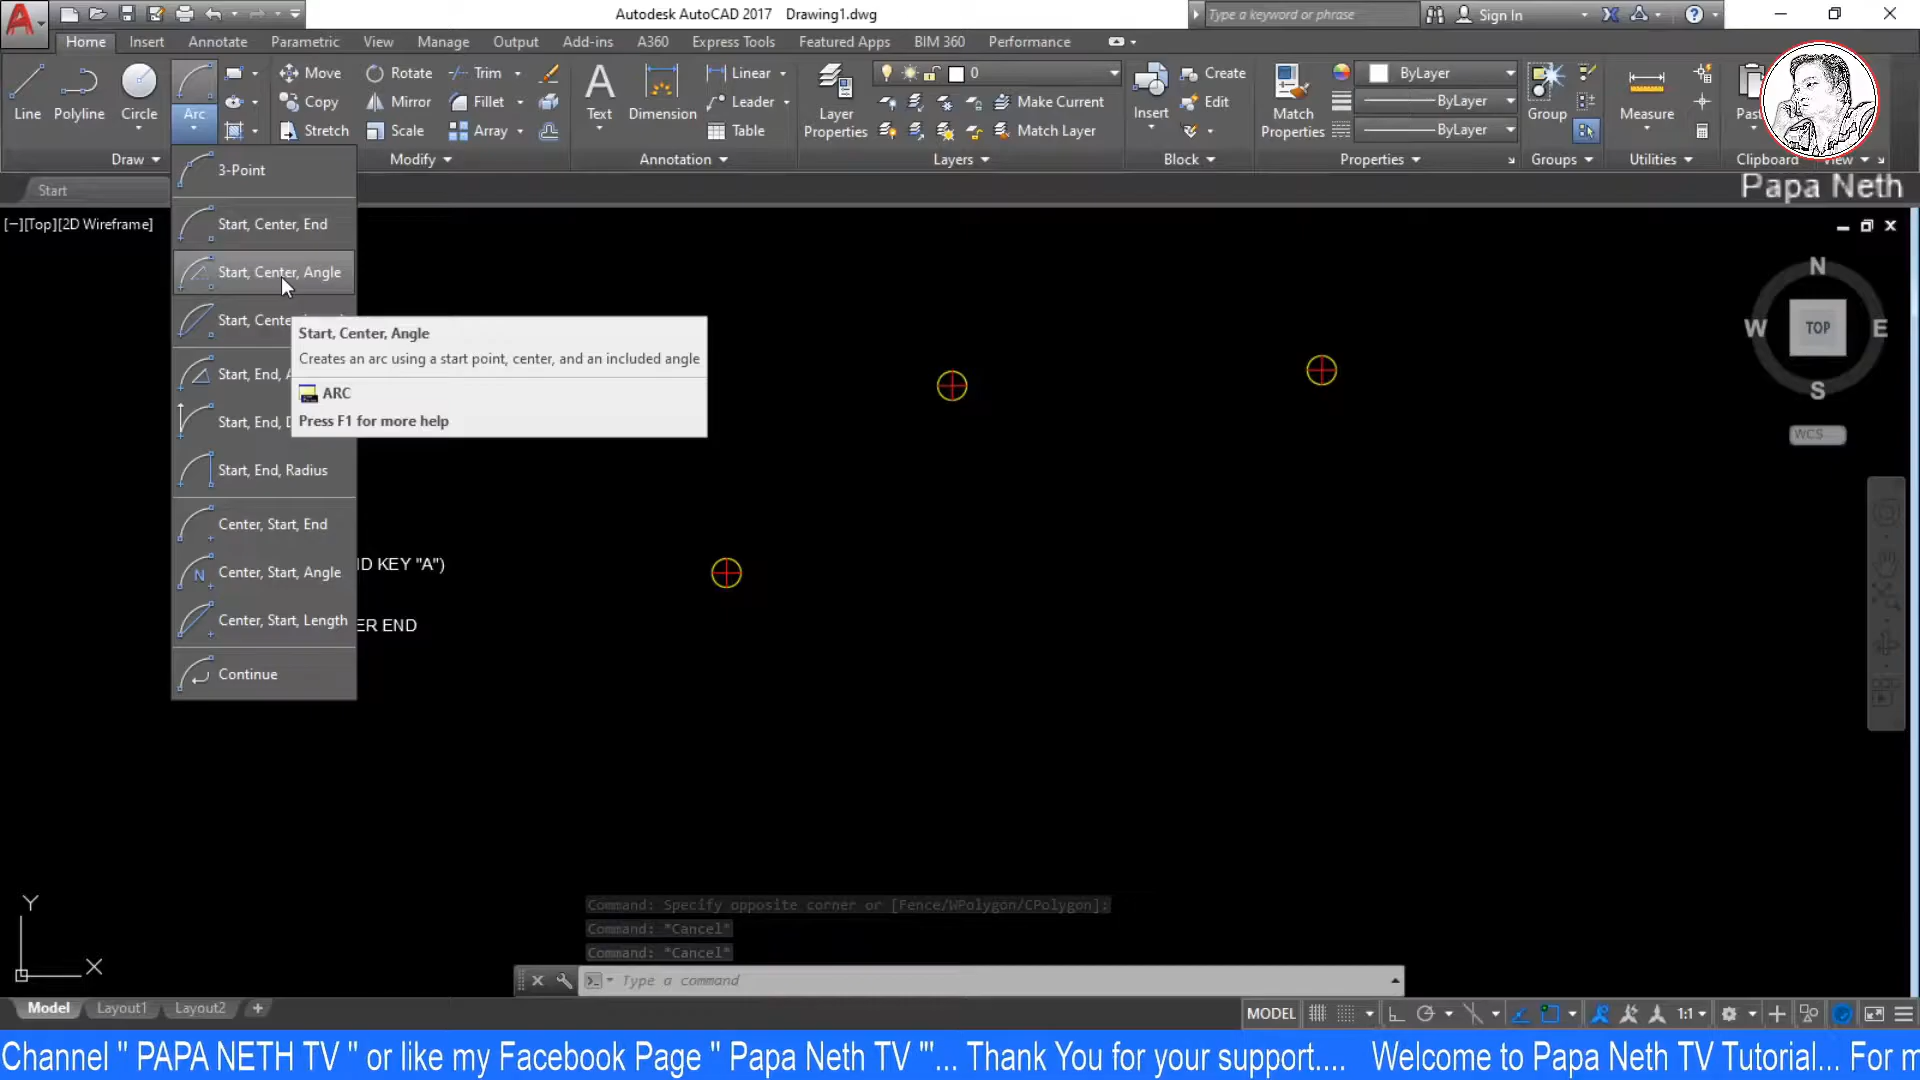 Autodesk AutoCAD 2017 Drawing1.dwg
Type a keyword or phrase
Sign In
Home Insert Annotate Parametric View Manage Output Add-ins A360 Express Tools Featured Apps BIM 360 Performance
Line Polyline Circle Arc
Move Rotate Trim
Copy Mirror Fillet
Stretch Scale Array
Text Dimension
Linear
Leader
Table
Layer Properties
0
Make Current
Match Layer
Insert
Create
Edit
Match Properties
ByLayer
ByLayer
ByLayer
Group
Measure
Draw Modify Annotation Layers Block Properties Groups Utilities Clipboard View
Start
Papa Neth
[−][Top][2D Wireframe]
3-Point
Start, Center, End
Start, Center, Angle
Start, Cente
Start, End, A
Start, End, D
Start, End, Radius
Center, Start, End
Center, Start, Angle
Center, Start, Length
Continue
Start, Center, Angle
Creates an arc using a start point, center, and an included angle
ARC
Press F1 for more help
N
W TOP E
S
WCS
ND KEY "A")
ER END
Y
X
Command: Specify opposite corner or [Fence/WPolygon/CPolygon]:
Command: *Cancel*
Command: *Cancel*
Type a command
Model Layout1 Layout2 +
MODEL 1:1
Channel " PAPA NETH TV " or like my Facebook Page " Papa Neth TV "'... Thank You for your support.... Welcome to Papa Neth TV Tutorial... For m